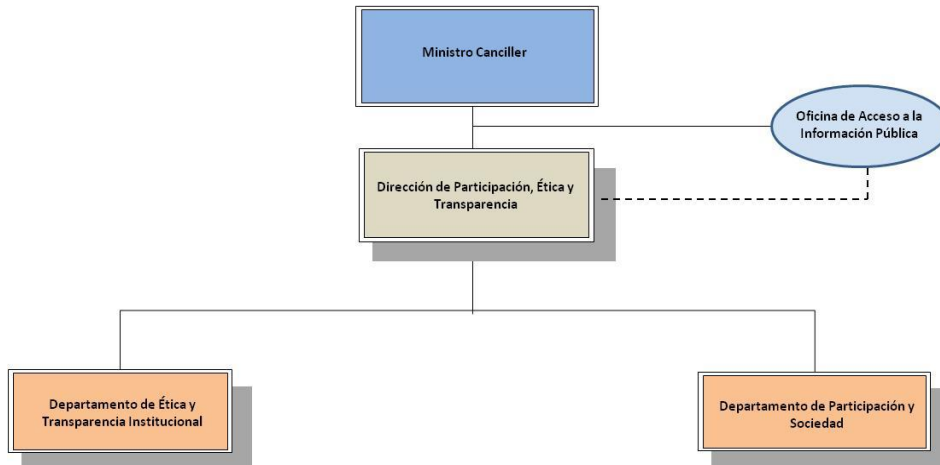 Ministro Canciller
Oficina de Acceso a la
Información Pública
Dirección de Participación, Ética y
Transparencia
Departamento de Ética y
Transparencia Institucional
Departamento de Participación y
Sociedad